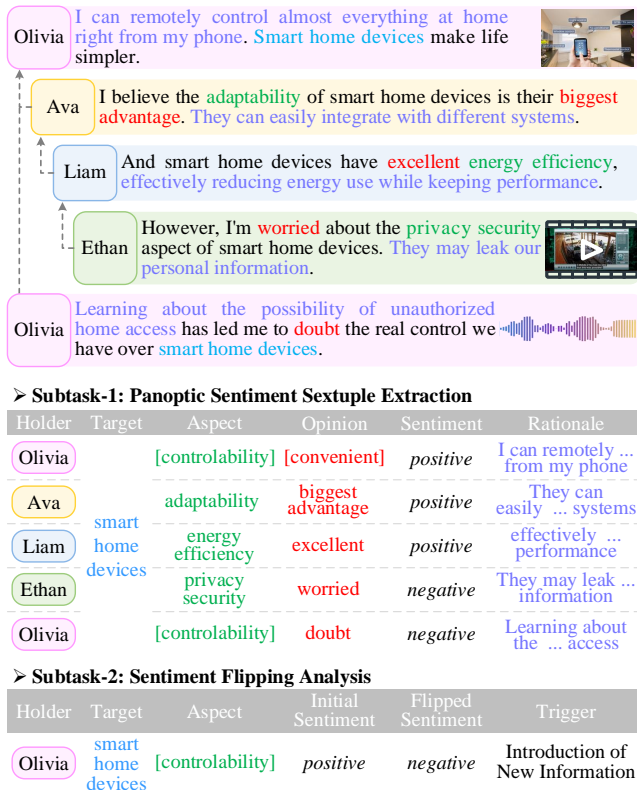 Olivia
I can remotely control almost everything at home
right from my phone. Smart home devices make life
simpler.
Ava
I believe the adaptability of smart home devices is their biggest
advantage. They can easily integrate with different systems.
Liam
And smart home devices have excellent energy efficiency,
effectively reducing energy use while keeping performance.
Ethan
However, I'm worried about the privacy security
aspect of smart home devices. They may leak our
personal information.
Olivia
Learning about the possibility of unauthorized
home access has led me to doubt the real control we
have over smart home devices.
➢ Subtask-1: Panoptic Sentiment Sextuple Extraction
Holder Target Aspect Opinion Sentiment Rationale
Olivia [controlability] [convenient] positive I can remotely ...
from my phone
Ava adaptability biggest
advantage positive They can
easily ... systems
smart
home
devices
Liam energy
efficiency excellent positive effectively ...
performance
Ethan privacy
security worried negative They may leak ...
information
Olivia [controlability] doubt negative Learning about
the ... access
➢ Subtask-2: Sentiment Flipping Analysis
Holder Target Aspect Initial
Sentiment Flipped
Sentiment Trigger
Olivia smart
home
devices [controlability] positive negative Introduction of
New Information